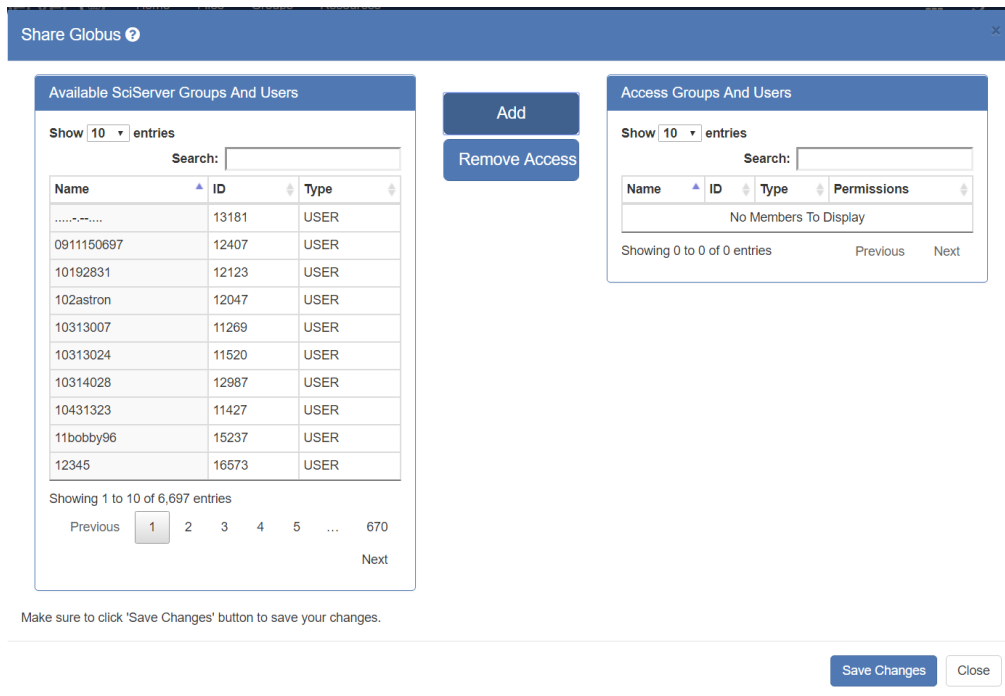 Share Globus ?
×
Available SciServer Groups And Users
Show 10 entries
Search:
Name ID Type
.....-.--.... 13181 USER
0911150697 12407 USER
10192831 12123 USER
102astron 12047 USER
10313007 11269 USER
10313024 11520 USER
10314028 12987 USER
10431323 11427 USER
11bobby96 15237 USER
12345 16573 USER
Showing 1 to 10 of 6,697 entries
Previous 1 2 3 4 5 … 670
Next
Add
Remove Access
Access Groups And Users
Show 10 entries
Search:
Name ID Type Permissions
No Members To Display
Showing 0 to 0 of 0 entries Previous Next
Make sure to click 'Save Changes' button to save your changes.
Save Changes Close